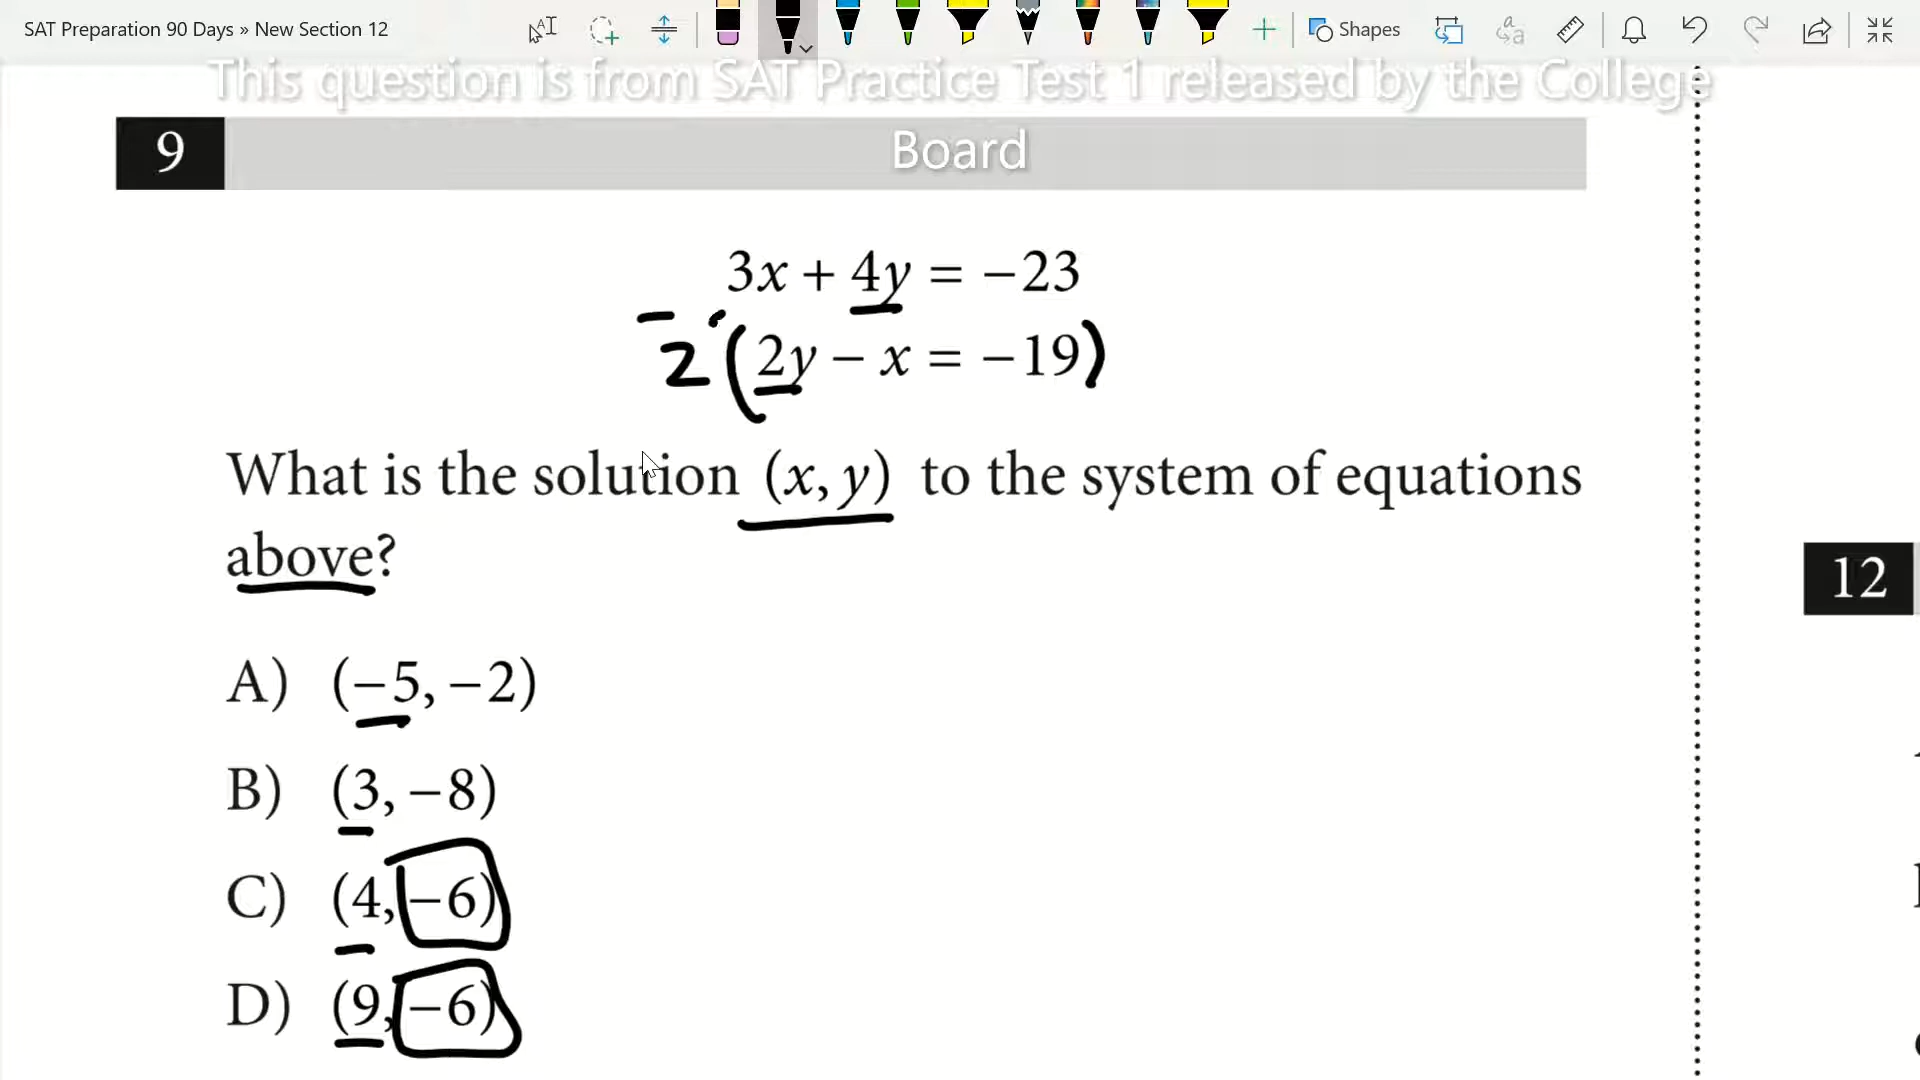 SAT Preparation 90 Days » New Section 12
Shapes
This question is from SAT Practice Test 1 released by the College
Board
9
3x + 4y = −23
−2(2y − x = −19)
What is the solution (x, y) to the system of equations
above?
A) (−5, −2)
B) (3, −8)
C) (4, −6)
D) (9, −6)
12